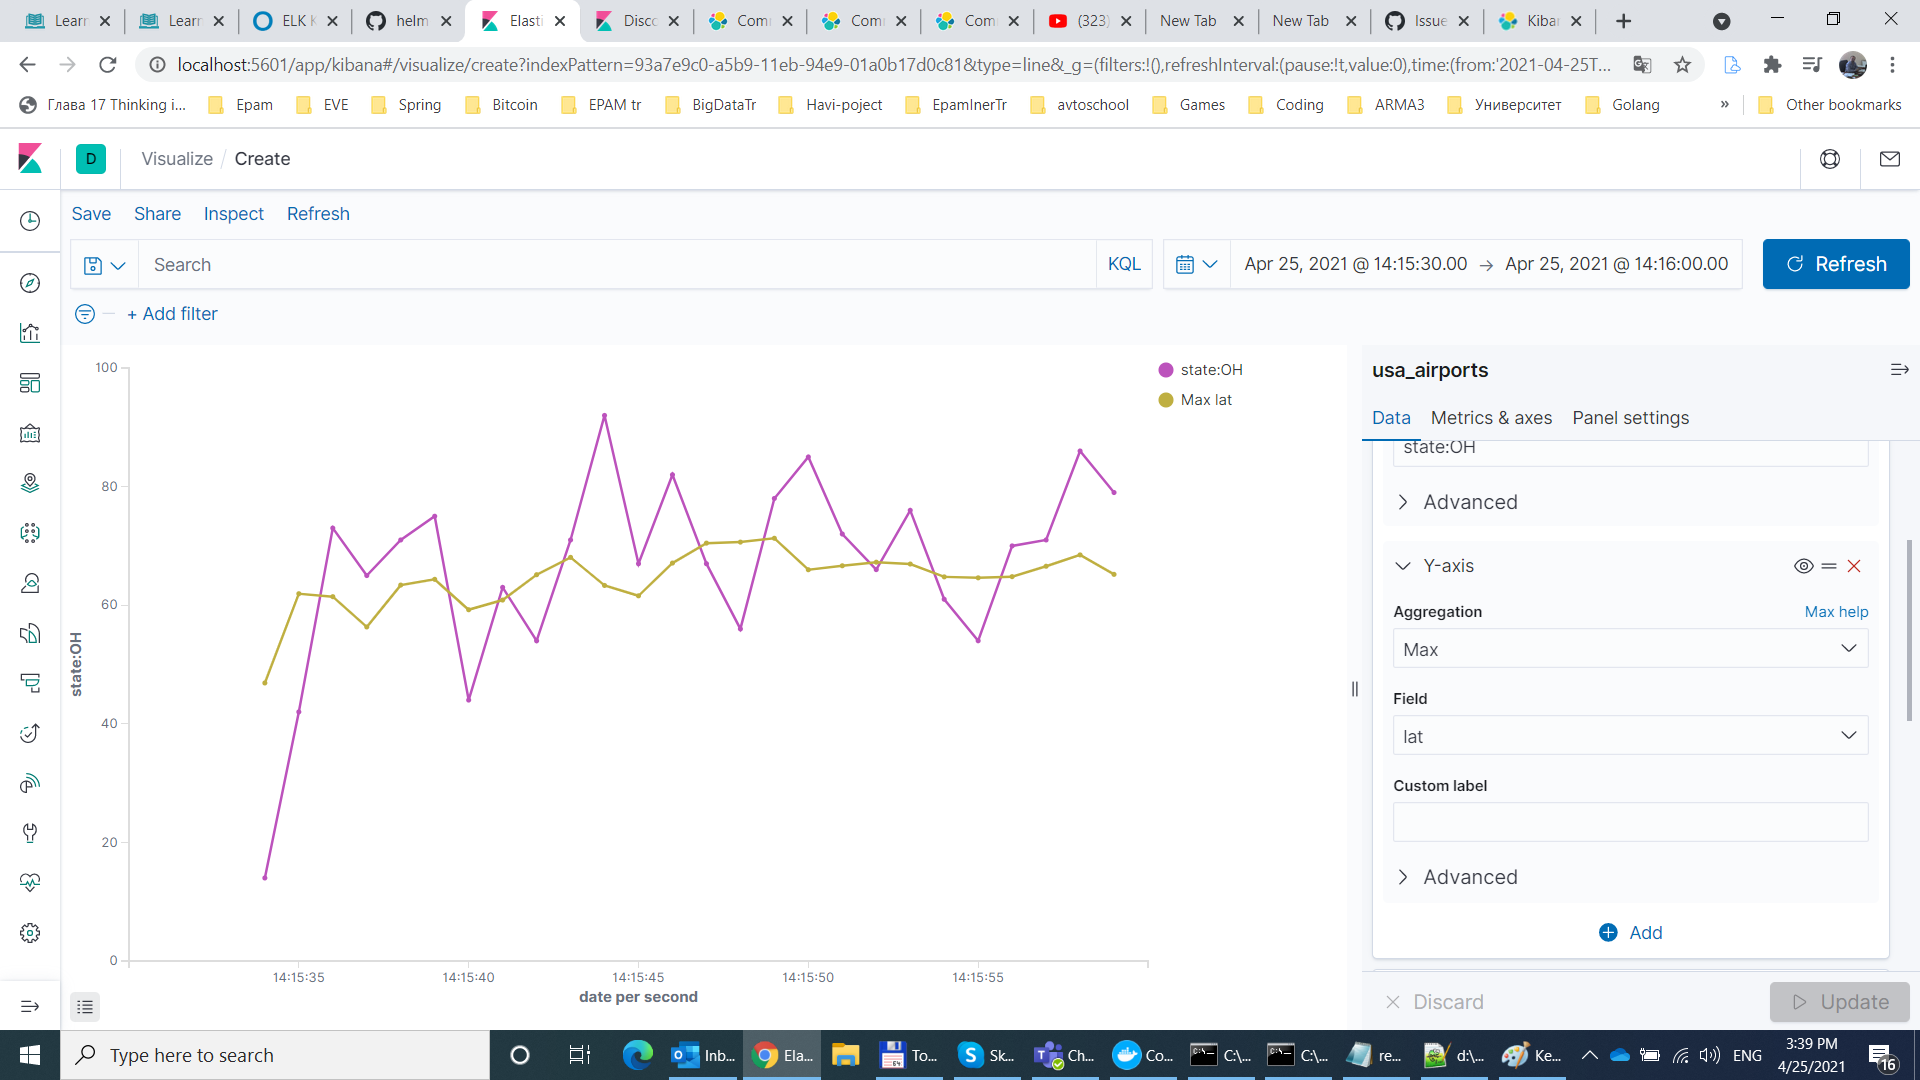 Learn
Learn
ELK K
helm
Elasti
Disco
Com
Com
Com
(323)
New Tab
New Tab
Issue
Kiba
localhost:5601/app/kibana#/visualize/create?indexPattern=93a7e9c0-a5b9-11eb-94e9-01a0b17d0c81&type=line&_g=(filters:!(),refreshInterval:(pause:!t,value:0),time:(from:'2021-04-25T...
Глава 17 Thinking i...
Epam
EVE
Spring
Bitcoin
EPAM tr
BigDataTr
Havi-poject
EpamInerTr
avtoschool
Games
Coding
ARMA3
Университет
Golang
»
Other bookmarks
D
Visualize / Create
Save
Share
Inspect
Refresh
Search
KQL
Apr 25, 2021 @ 14:15:30.00 → Apr 25, 2021 @ 14:16:00.00
Refresh
+ Add filter
100
80
60
40
20
0
state:OH
14:15:35
14:15:40
14:15:45
14:15:50
14:15:55
date per second
state:OH
Max lat
usa_airports
Data
Metrics & axes
Panel settings
state:OH
Advanced
Y-axis
Aggregation
Max help
Max
Field
lat
Custom label
Advanced
Add
Discard
Update
Type here to search
Inb...
Ela...
To...
Sk...
Ch...
Co...
C:\...
C:\...
re...
d:\...
Ke...
ENG
3:39 PM
4/25/2021
16